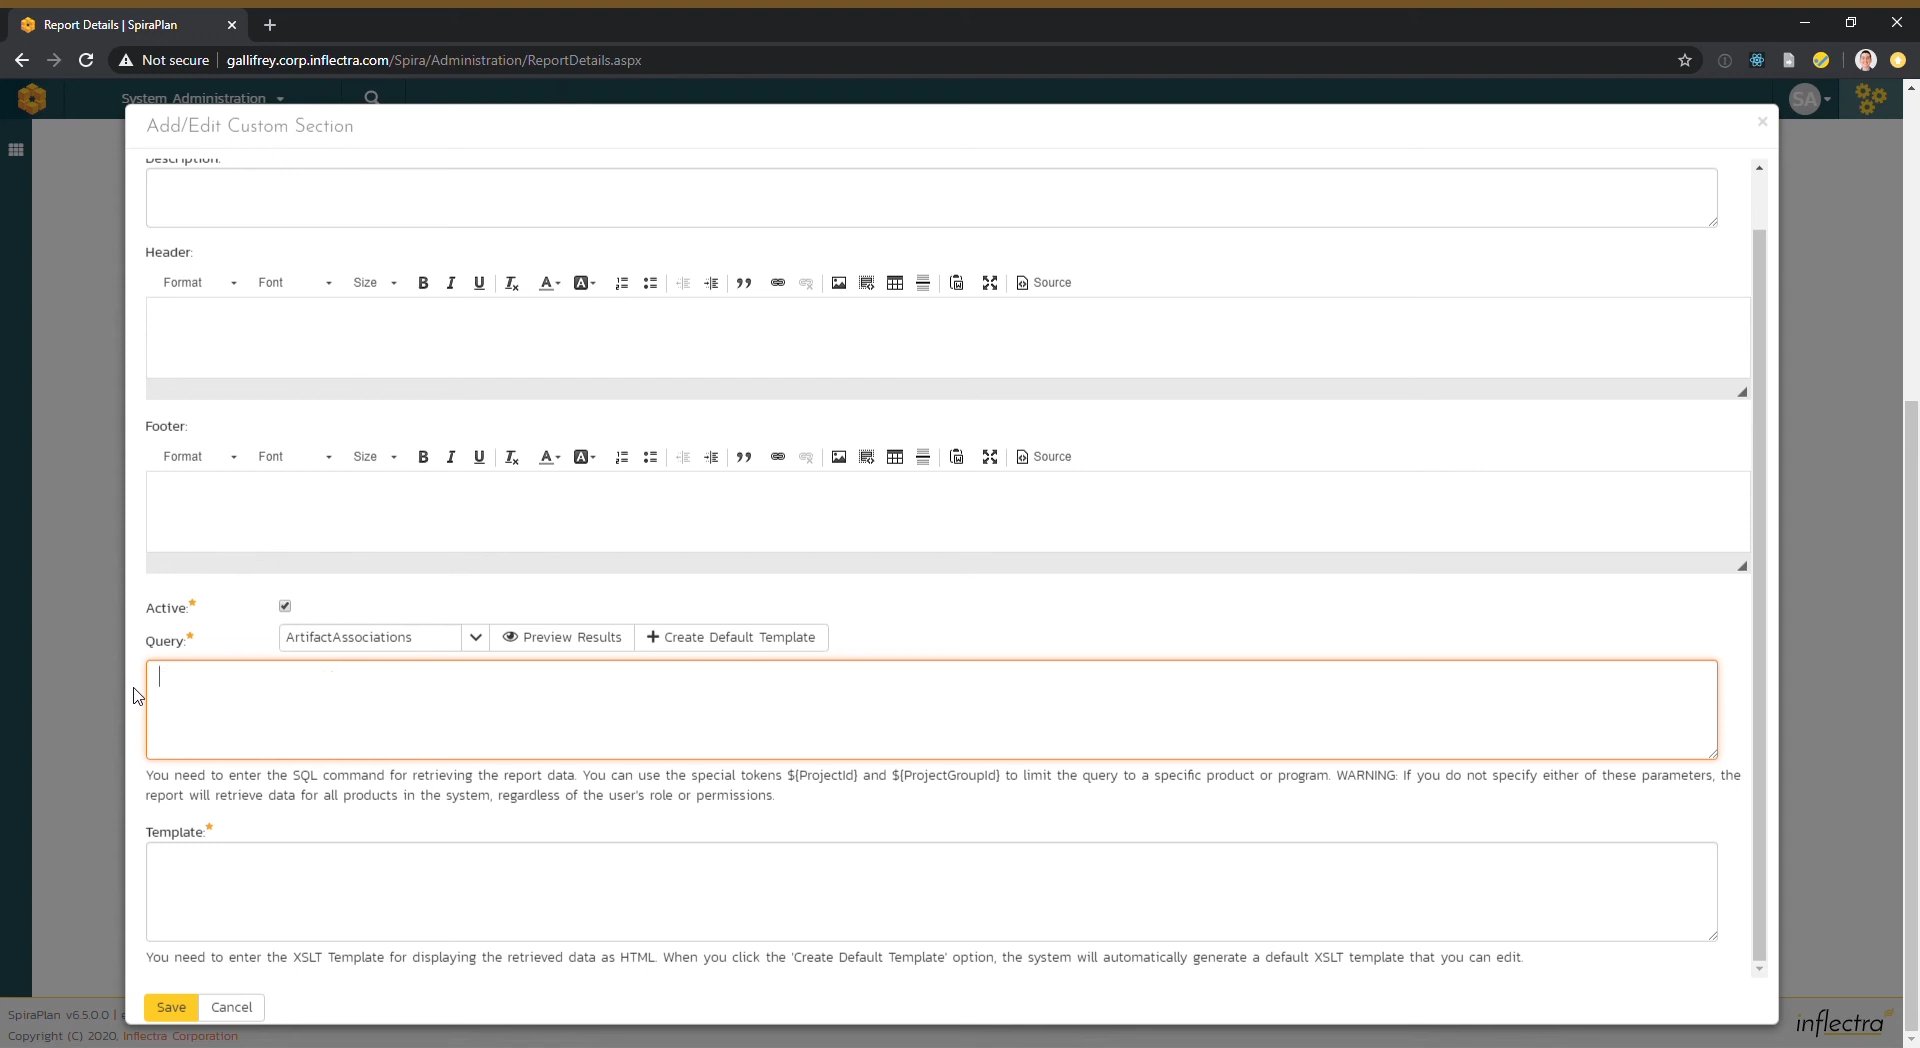 Report Details | SpiraPlan
Not secure gallifrey.corp.inflectra.com/Spira/Administration/ReportDetails.aspx
System Administration
SA
Add/Edit Custom Section
Description:
Header:
Format Font Size B I U Source
Footer:
Format Font Size B I U Source
Active:*
Query:* ArtifactAssociations Preview Results + Create Default Template
You need to enter the SQL command for retrieving the report data. You can use the special tokens ${ProjectId} and ${ProjectGroupId} to limit the query to a specific product or program. WARNING: If you do not specify either of these parameters, the
report will retrieve data for all products in the system, regardless of the user's role or permissions.
Template:*
You need to enter the XSLT Template for displaying the retrieved data as HTML. When you click the 'Create Default Template' option, the system will automatically generate a default XSLT template that you can edit.
Save Cancel
SpiraPlan v6.5.0.0 |
Copyright (C) 2020, Inflectra Corporation
inflectra